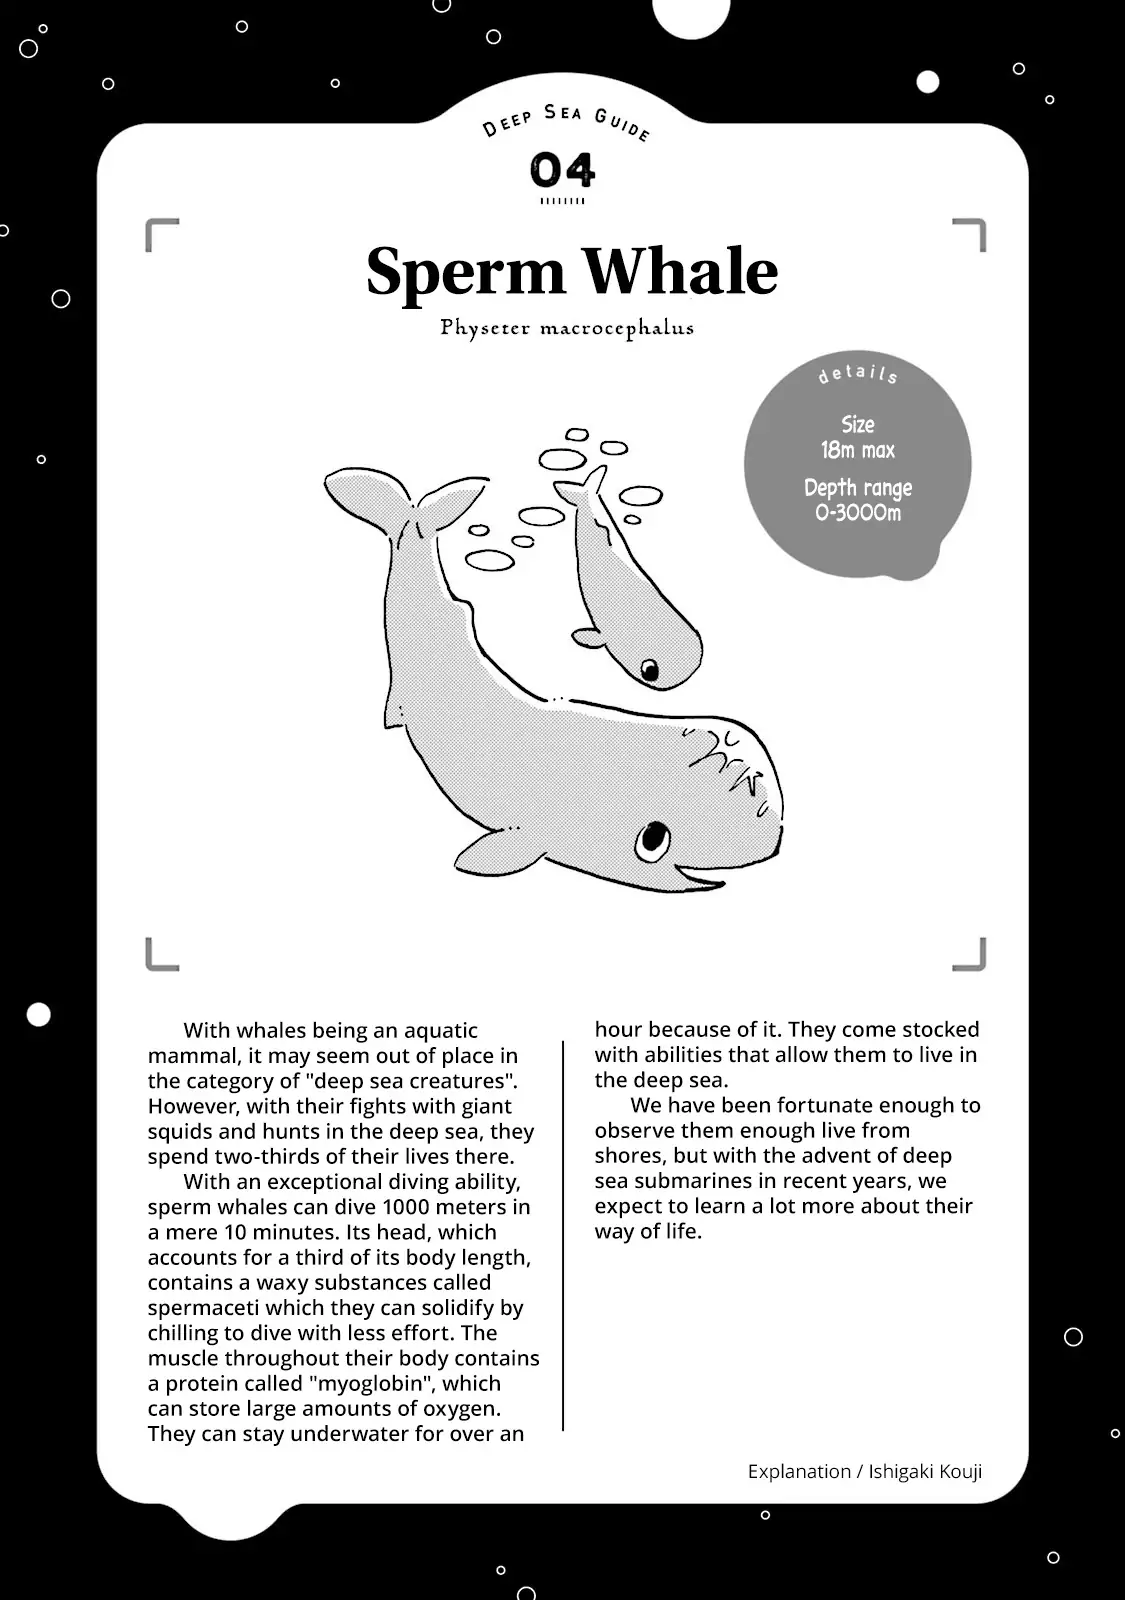 Deep Sea Guide
04
Sperm Whale
Physeter macrocephalus
details
Size
18m max
Depth range
0-3000m
With whales being an aquatic
mammal, it may seem out of place in
the category of "deep sea creatures".
However, with their fights with giant
squids and hunts in the deep sea, they
spend two-thirds of their lives there.
With an exceptional diving ability,
sperm whales can dive 1000 meters in
a mere 10 minutes. Its head, which
accounts for a third of its body length,
contains a waxy substances called
spermaceti which they can solidify by
chilling to dive with less effort. The
muscle throughout their body contains
a protein called "myoglobin", which
can store large amounts of oxygen.
They can stay underwater for over an
hour because of it. They come stocked
with abilities that allow them to live in
the deep sea.
We have been fortunate enough to
observe them enough live from
shores, but with the advent of deep
sea submarines in recent years, we
expect to learn a lot more about their
way of life.
Explanation / Ishigaki Kouji